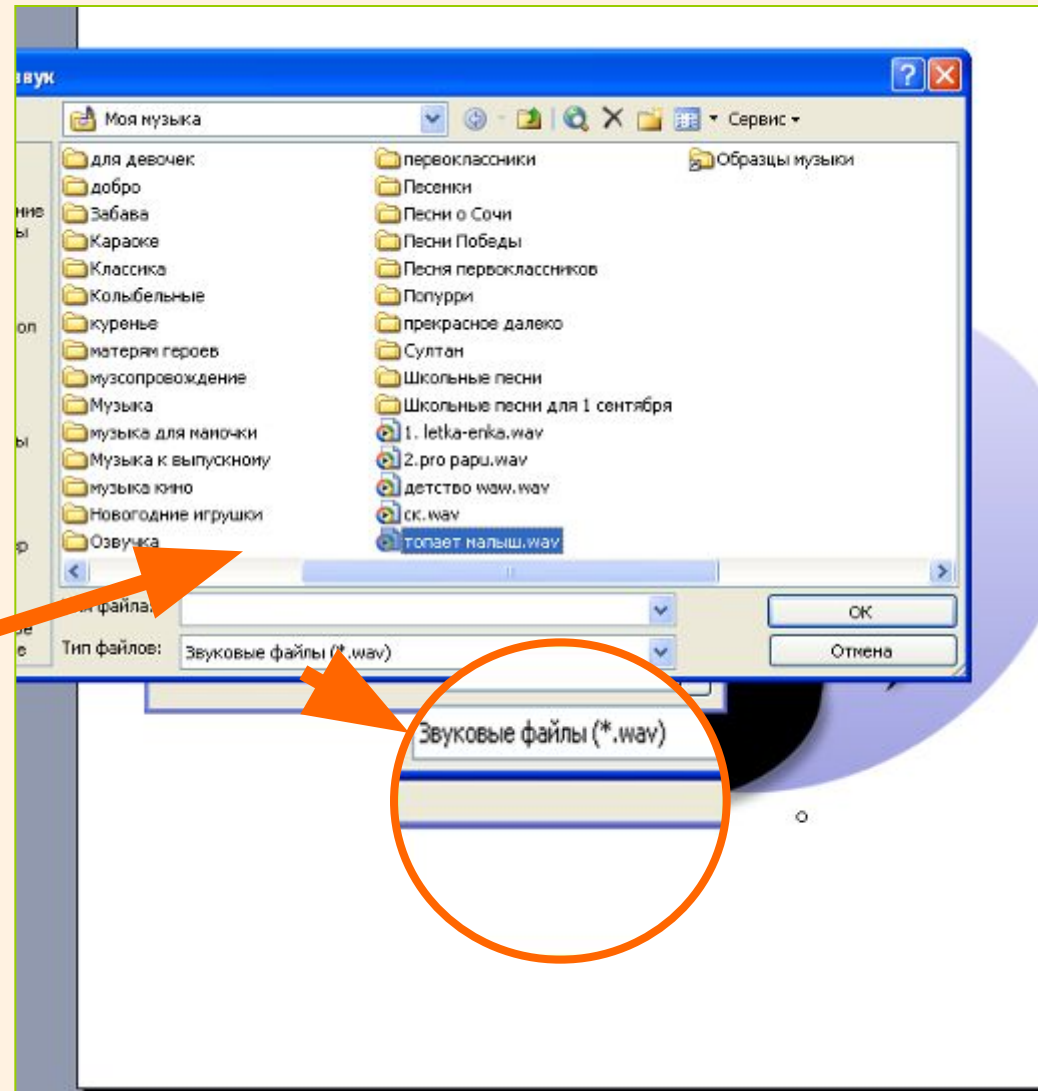 звук
Моя музыка
Сервис
для девочек
добро
Забава
Караоке
Классика
Колыбельные
куренье
матерям героев
музсопровождение
Музыка
музыка для мамочки
Музыка к выпускному
музыка кино
Новогодние игрушки
Озвучка
первоклассники
Песенки
Песни о Сочи
Песни Победы
Песня первоклассников
Попурри
прекрасное далеко
Султан
Школьные песни
Школьные песни для 1 сентября
1. letka-enka.wav
2.pro papu.wav
детство waw.wav
ск.wav
топает малыш.wav
Образцы музыки
файла:
ОК
Тип файлов: Звуковые файлы (*.wav)
Отмена
Звуковые файлы (*.wav)